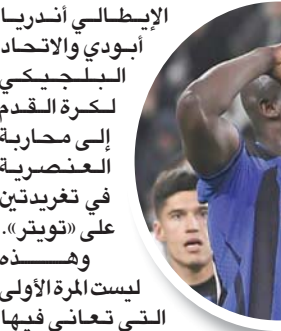 الإيطالي أندريا
أبودي والاتحاد
البلجيكي
لكرة القدم
إلى محاربة
العنصرية
في تغريدتين
على «تويتر».
وهذه
ليست المرة الأولى
التي تعاني فيها